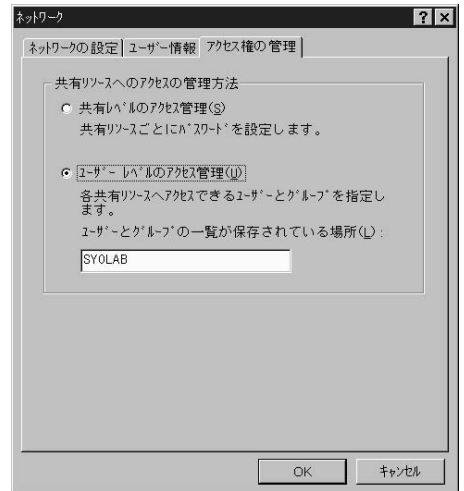 ﾈｯﾄﾜｰｸ
ﾈｯﾄﾜｰｸの設定 ﾕｰｻﾞｰ情報 ｱｸｾｽ権の管理
共有ﾘｿｰｽへのｱｸｾｽの管理方法
共有ﾚﾍﾞﾙのｱｸｾｽ管理(S)
共有ﾘｿｰｽごとにﾊﾟｽﾜｰﾄﾞを設定します。
ﾕｰｻﾞｰ ﾚﾍﾞﾙのｱｸｾｽ管理(U)
各共有ﾘｿｰｽへｱｸｾｽできるﾕｰｻﾞｰとｸﾞﾙｰﾌﾟを指定し
ます。
ﾕｰｻﾞｰとｸﾞﾙｰﾌﾟの一覧が保存されている場所(L):
SYOLAB
OK ｷｬﾝｾﾙ